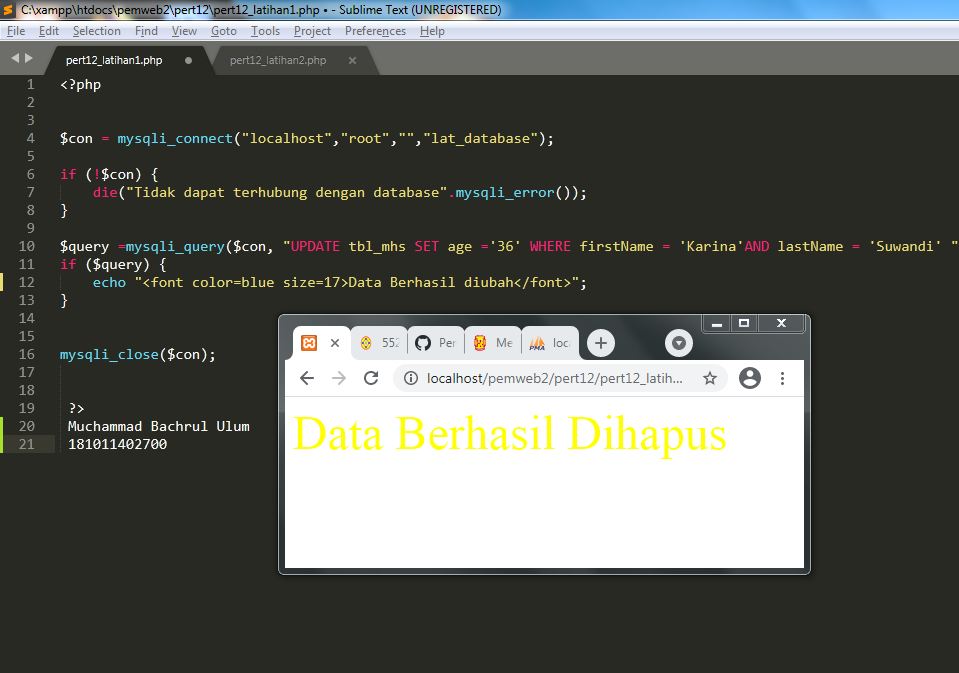 C:\xampp\htdocs\pemweb2\pert12\pert12_latihan1.php • - Sublime Text (UNREGISTERED)
File Edit Selection Find View Goto Tools Project Preferences Help
pert12_latihan1.php pert12_latihan2.php
1 <?php
2
3
4 $con = mysqli_connect("localhost","root","","lat_database");
5
6 if (!$con) {
7 die("Tidak dapat terhubung dengan database".mysqli_error());
8 }
9
10 $query =mysqli_query($con, "UPDATE tbl_mhs SET age ='36' WHERE firstName = 'Karina'AND lastName = 'Suwandi' "
11 if ($query) {
12 echo "<font color=blue size=17>Data Berhasil diubah</font>";
13 }
14
15
16 mysqli_close($con);
17
18
19 ?>
20 Muchammad Bachrul Ulum
21 181011402700
552 Per Me PMA loc
localhost/pemweb2/pert12/pert12_latih...
Data Berhasil Dihapus